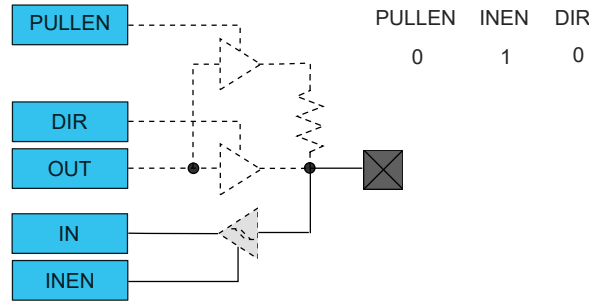 PULLEN
PULLEN INEN DIR
0 1 0
DIR
OUT
IN
INEN